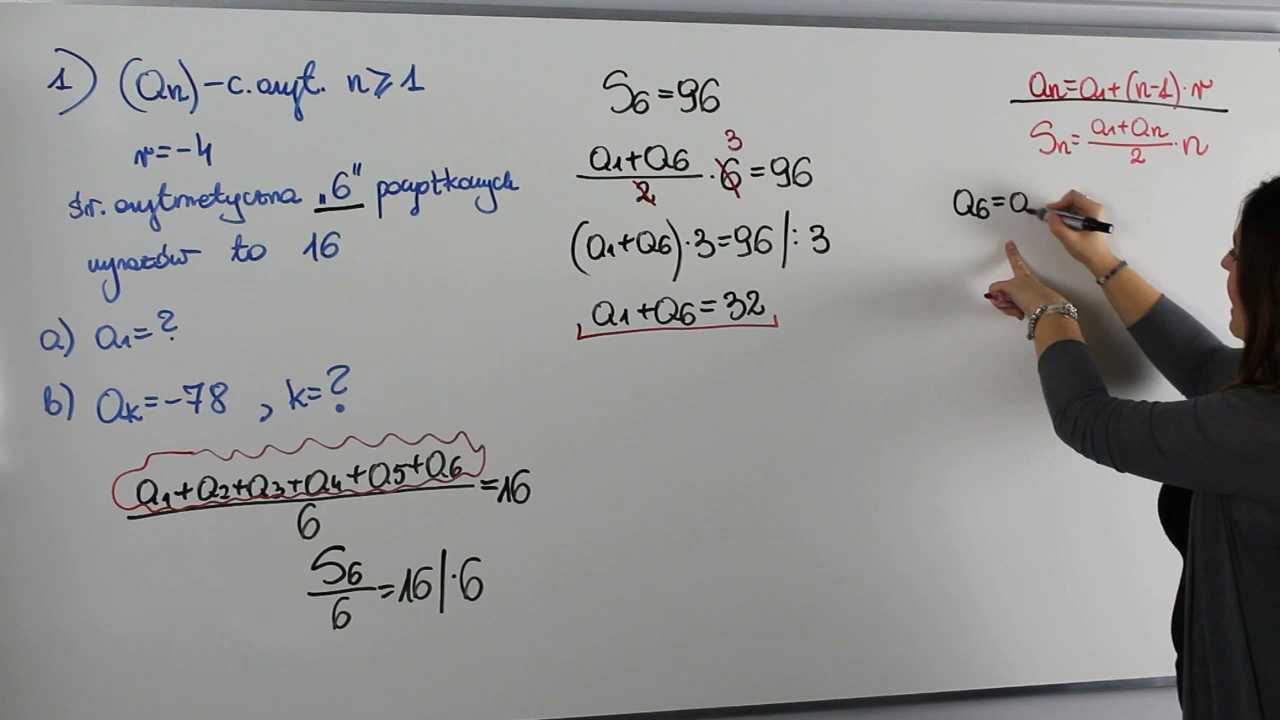 1) (an) - c. aryt. n ≥ 1
r = -4
śr. arytmetyczna „6” początkowych
wyrazów to 16
a) a1 = ?
b) ak = -78 , k = ?
a1+a2+a3+a4+a5+a6
6
=16
S6
6
=16 | · 6
S6 = 96
3
a1+a6
2
· 6 = 96
(a1+a6) · 3 = 96 | : 3
a1+a6 = 32
an = a1+(n-1) · r
Sn = a1+an
2
· n
a6 = a